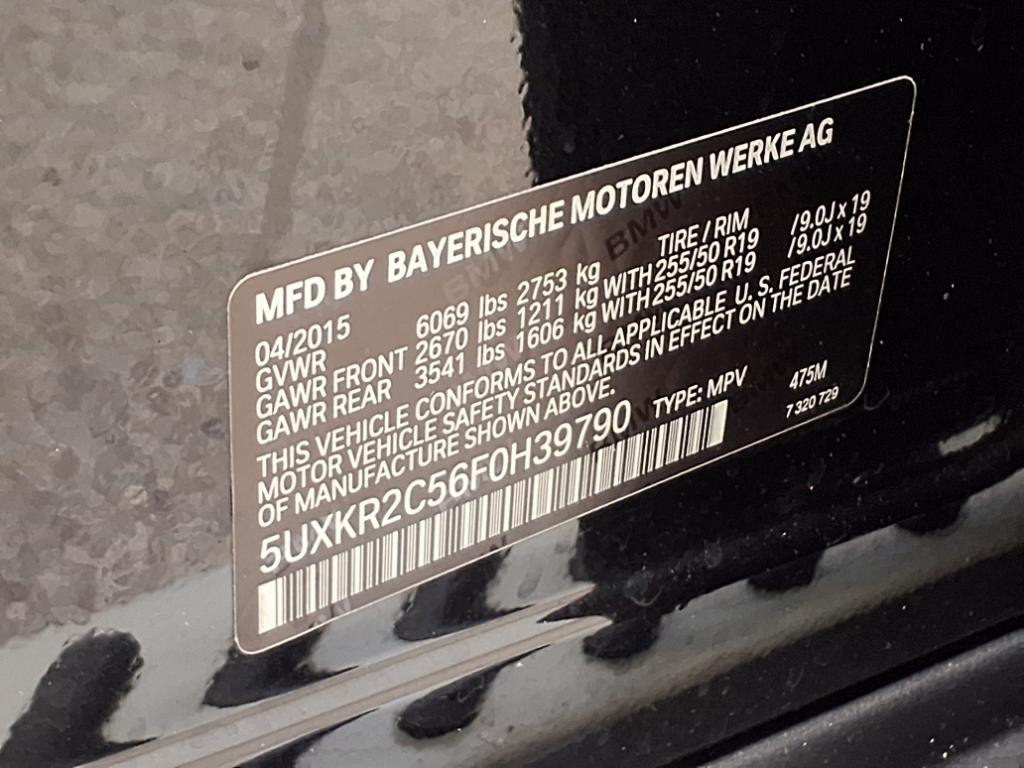 MFD BY BAYERISCHE MOTOREN WERKE AG
04/2015 TIRE / RIM
GVWR 6069 lbs 2753 kg
GAWR FRONT 2670 lbs 1211 kg WITH 255/50 R19 /9.0J x 19
GAWR REAR 3541 lbs 1606 kg WITH 255/50 R19 /9.0J x 19
THIS VEHICLE CONFORMS TO ALL APPLICABLE U. S. FEDERAL
MOTOR VEHICLE SAFETY STANDARDS IN EFFECT ON THE DATE
OF MANUFACTURE SHOWN ABOVE.
5UXKR2C56F0H39790 TYPE: MPV 475M
7 320 729